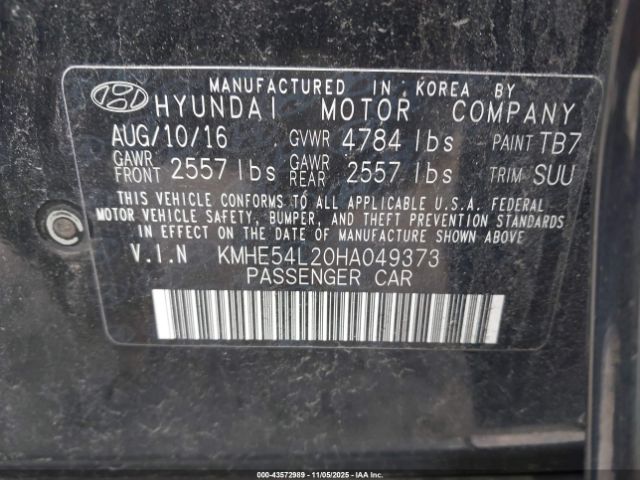 MANUFACTURED IN KOREA BY
HYUNDAI MOTOR COMPANY
AUG/10/16 GVWR 4784 lbs PAINT TB7
GAWR FRONT 2557 lbs GAWR REAR 2557 lbs TRIM SUU
THIS VEHICLE CONFORMS TO ALL APPLICABLE U.S.A. FEDERAL
MOTOR VEHICLE SAFETY, BUMPER, AND THEFT PREVENTION STANDARDS
IN EFFECT ON THE DATE OF MANUFACTURE SHOWN ABOVE
V.I.N KMHE54L20HA049373
PASSENGER CAR
000-43572989 - 11/05/2025 - IAA Inc.